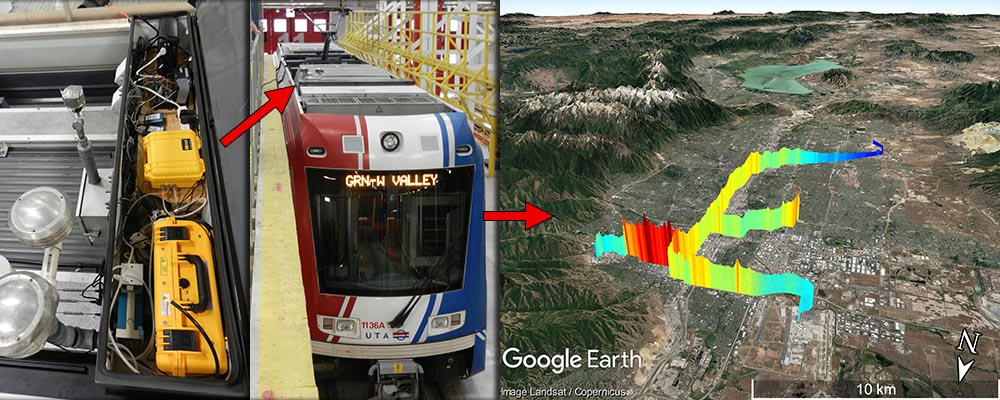 GRN-W VALLEY
1136A
UTA
Google Earth
Image Landsat / Copernicus
N
10 km